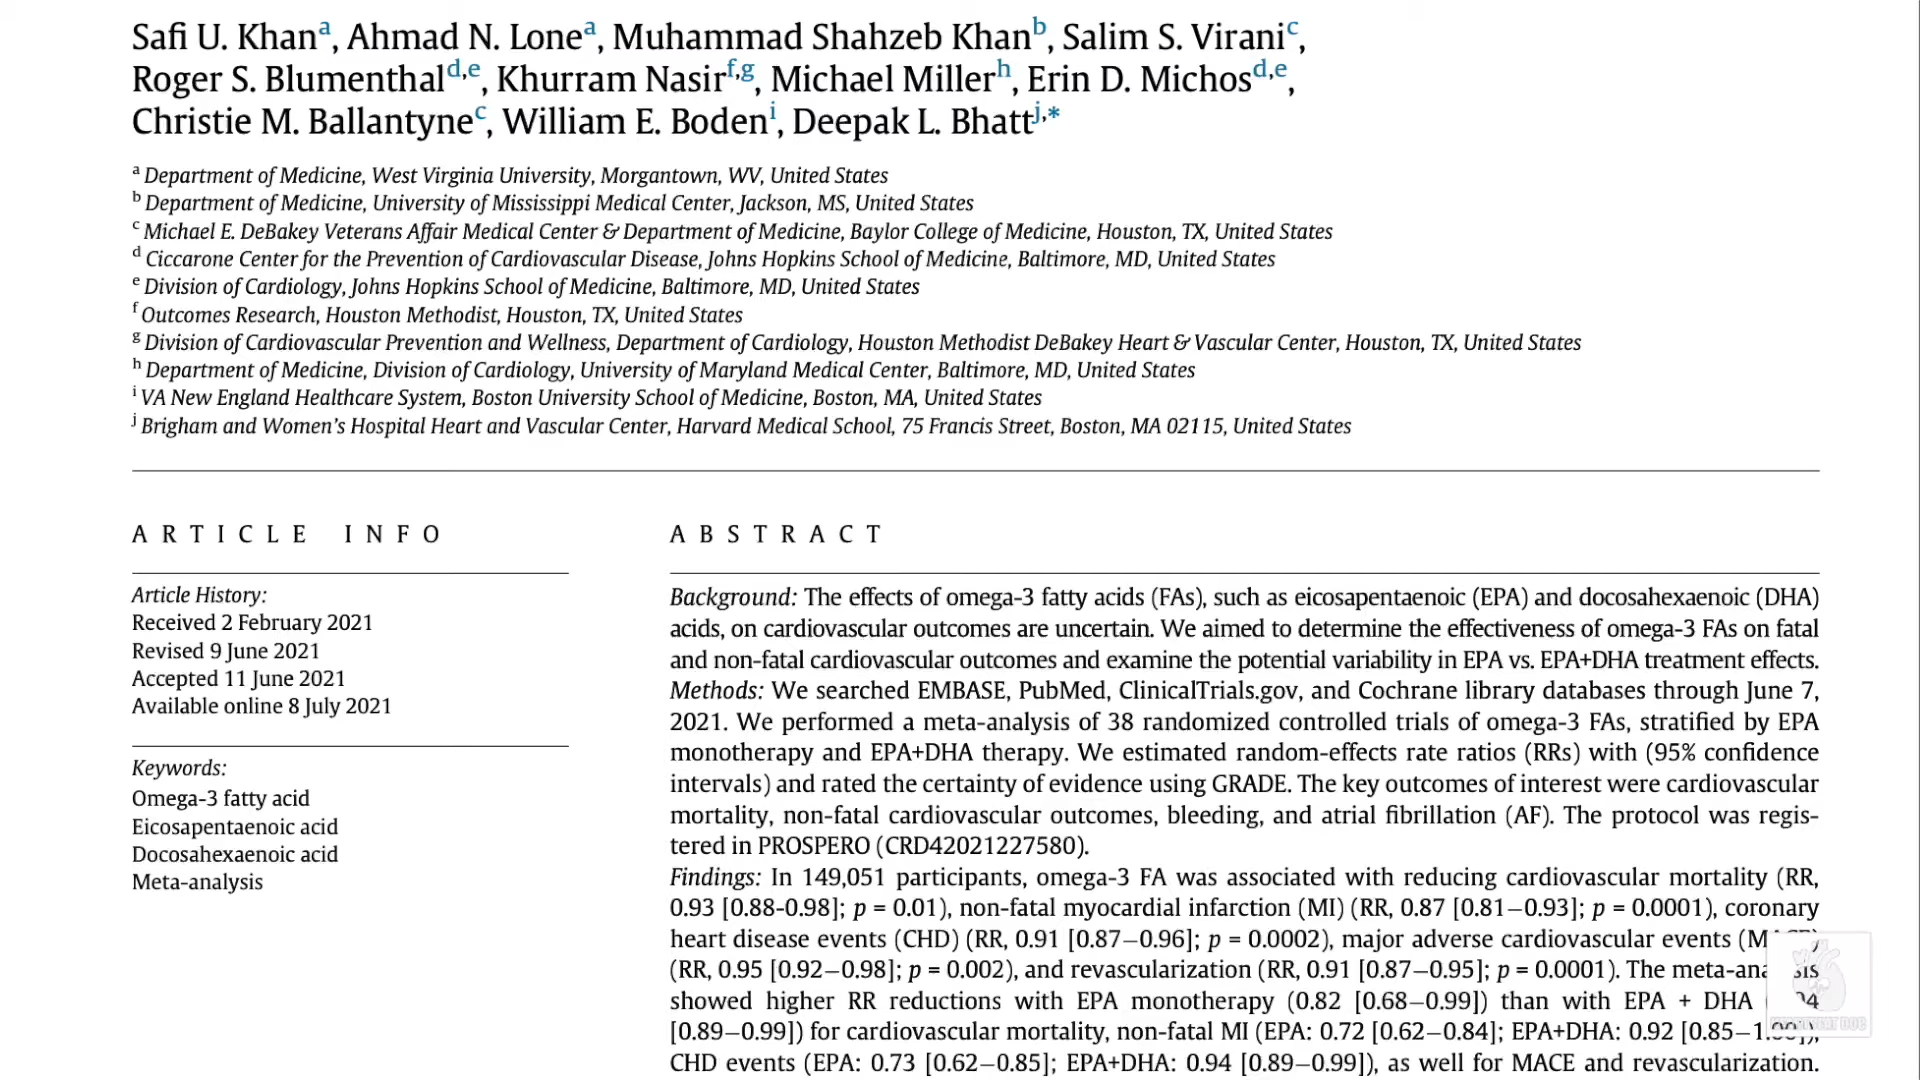 Safi U. Khanᵃ, Ahmad N. Loneᵃ, Muhammad Shahzeb Khanᵇ, Salim S. Viraniᶜ,
Roger S. Blumenthalᵈ,ᵉ, Khurram Nasirᶠ,ᵍ, Michael Millerʰ, Erin D. Michosᵈ,ᵉ,
Christie M. Ballantyneᶜ, William E. Bodenⁱ, Deepak L. Bhattʲ,*
ᵃ Department of Medicine, West Virginia University, Morgantown, WV, United States
ᵇ Department of Medicine, University of Mississippi Medical Center, Jackson, MS, United States
ᶜ Michael E. DeBakey Veterans Affair Medical Center & Department of Medicine, Baylor College of Medicine, Houston, TX, United States
ᵈ Ciccarone Center for the Prevention of Cardiovascular Disease, Johns Hopkins School of Medicine, Baltimore, MD, United States
ᵉ Division of Cardiology, Johns Hopkins School of Medicine, Baltimore, MD, United States
ᶠ Outcomes Research, Houston Methodist, Houston, TX, United States
ᵍ Division of Cardiovascular Prevention and Wellness, Department of Cardiology, Houston Methodist DeBakey Heart & Vascular Center, Houston, TX, United States
ʰ Department of Medicine, Division of Cardiology, University of Maryland Medical Center, Baltimore, MD, United States
ⁱ VA New England Healthcare System, Boston University School of Medicine, Boston, MA, United States
ʲ Brigham and Women's Hospital Heart and Vascular Center, Harvard Medical School, 75 Francis Street, Boston, MA 02115, United States
ARTICLE INFO
Article History:
Received 2 February 2021
Revised 9 June 2021
Accepted 11 June 2021
Available online 8 July 2021
Keywords:
Omega-3 fatty acid
Eicosapentaenoic acid
Docosahexaenoic acid
Meta-analysis
ABSTRACT
Background: The effects of omega-3 fatty acids (FAs), such as eicosapentaenoic (EPA) and docosahexaenoic (DHA)
acids, on cardiovascular outcomes are uncertain. We aimed to determine the effectiveness of omega-3 FAs on fatal
and non-fatal cardiovascular outcomes and examine the potential variability in EPA vs. EPA+DHA treatment effects.
Methods: We searched EMBASE, PubMed, ClinicalTrials.gov, and Cochrane library databases through June 7,
2021. We performed a meta-analysis of 38 randomized controlled trials of omega-3 FAs, stratified by EPA
monotherapy and EPA+DHA therapy. We estimated random-effects rate ratios (RRs) with (95% confidence
intervals) and rated the certainty of evidence using GRADE. The key outcomes of interest were cardiovascular
mortality, non-fatal cardiovascular outcomes, bleeding, and atrial fibrillation (AF). The protocol was regis-
tered in PROSPERO (CRD42021227580).
Findings: In 149,051 participants, omega-3 FA was associated with reducing cardiovascular mortality (RR,
0.93 [0.88-0.98]; p = 0.01), non-fatal myocardial infarction (MI) (RR, 0.87 [0.81–0.93]; p = 0.0001), coronary
heart disease events (CHD) (RR, 0.91 [0.87–0.96]; p = 0.0002), major adverse cardiovascular events
(RR, 0.95 [0.92–0.98]; p = 0.002), and revascularization (RR, 0.91 [0.87–0.95]; p = 0.0001). The
showed higher RR reductions with EPA monotherapy (0.82 [0.68–0.99]) than with EPA + DHA
[0.89–0.99]) for cardiovascular mortality, non-fatal MI (EPA: 0.72 [0.62–0.84]; EPA+DHA: 0.92
CHD events (EPA: 0.73 [0.62–0.85]; EPA+DHA: 0.94 [0.89–0.99]), as well for MACE and revascularization.